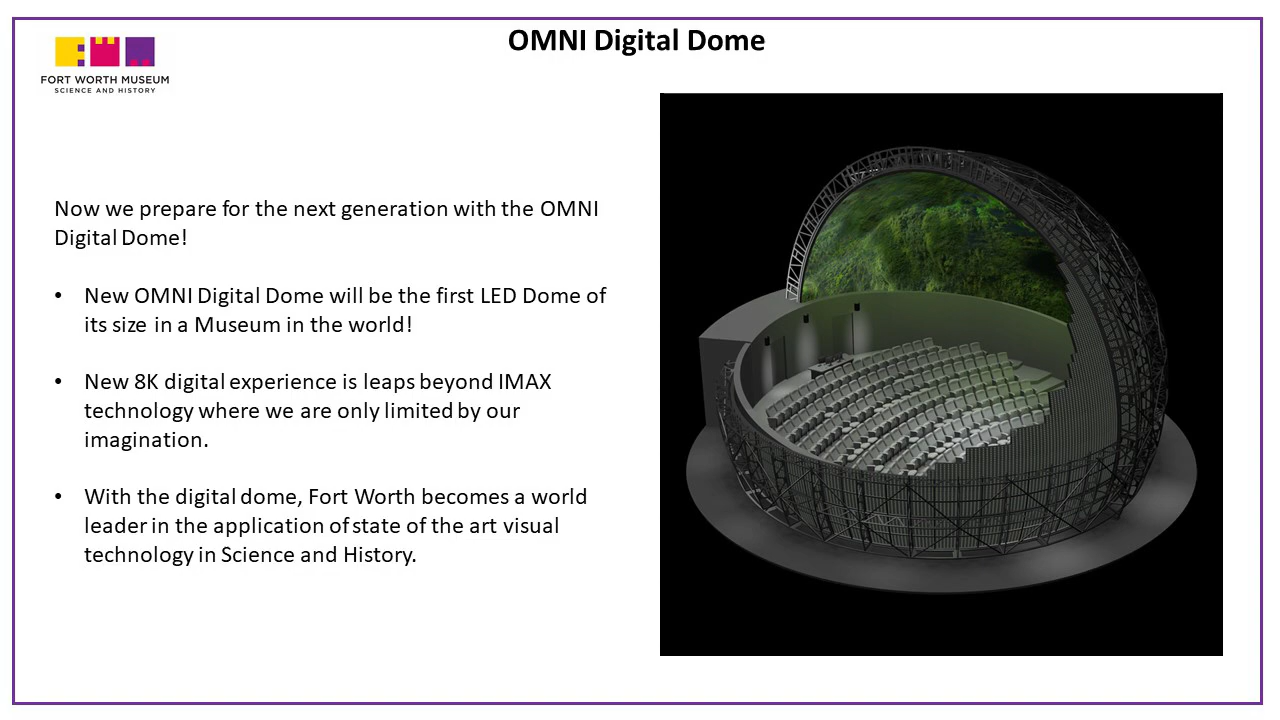 OMNI Digital Dome
FORT WORTH MUSEUM
SCIENCE AND HISTORY
Now we prepare for the next generation with the OMNI
Digital Dome!
• New OMNI Digital Dome will be the first LED Dome of
its size in a Museum in the world!
• New 8K digital experience is leaps beyond IMAX
technology where we are only limited by our
imagination.
• With the digital dome, Fort Worth becomes a world
leader in the application of state of the art visual
technology in Science and History.